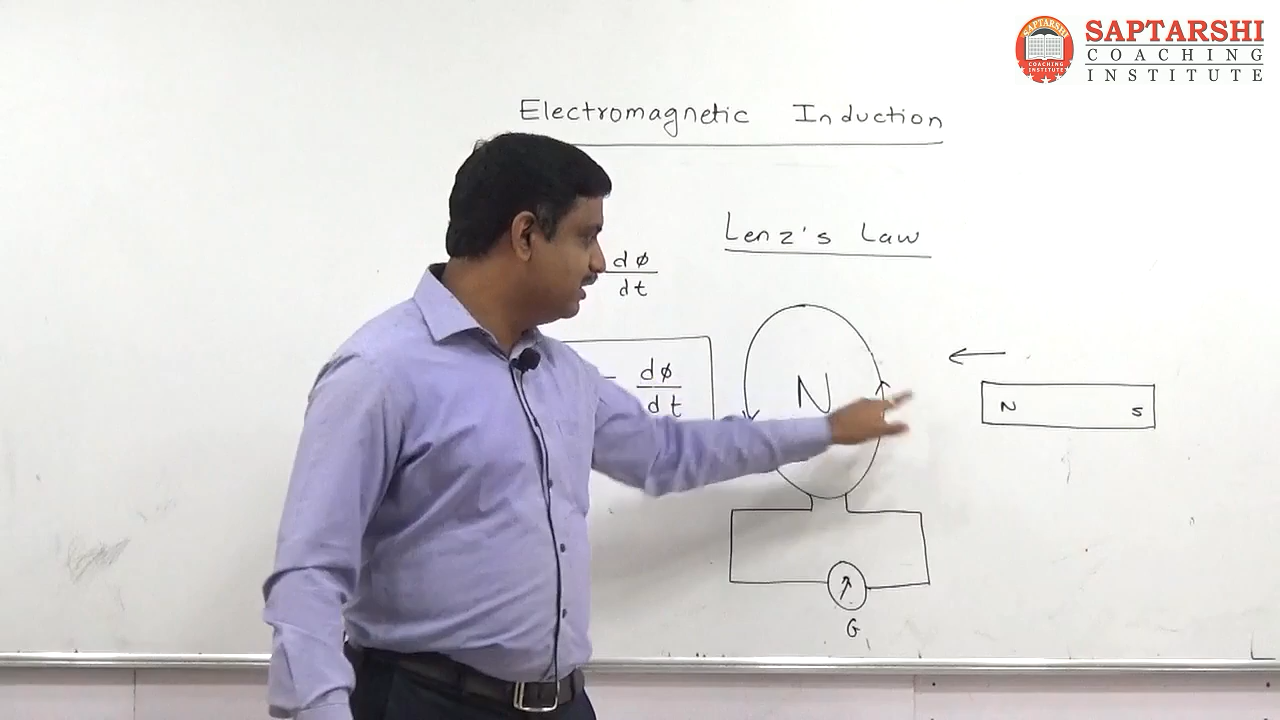 SAPTARSHI
COACHING
INSTITUTE
SAPTARSHI
COACHING
INSTITUTE
Electromagnetic Induction
Lenz's Law
dφ
dt
- dφ
dt
N
N S
G